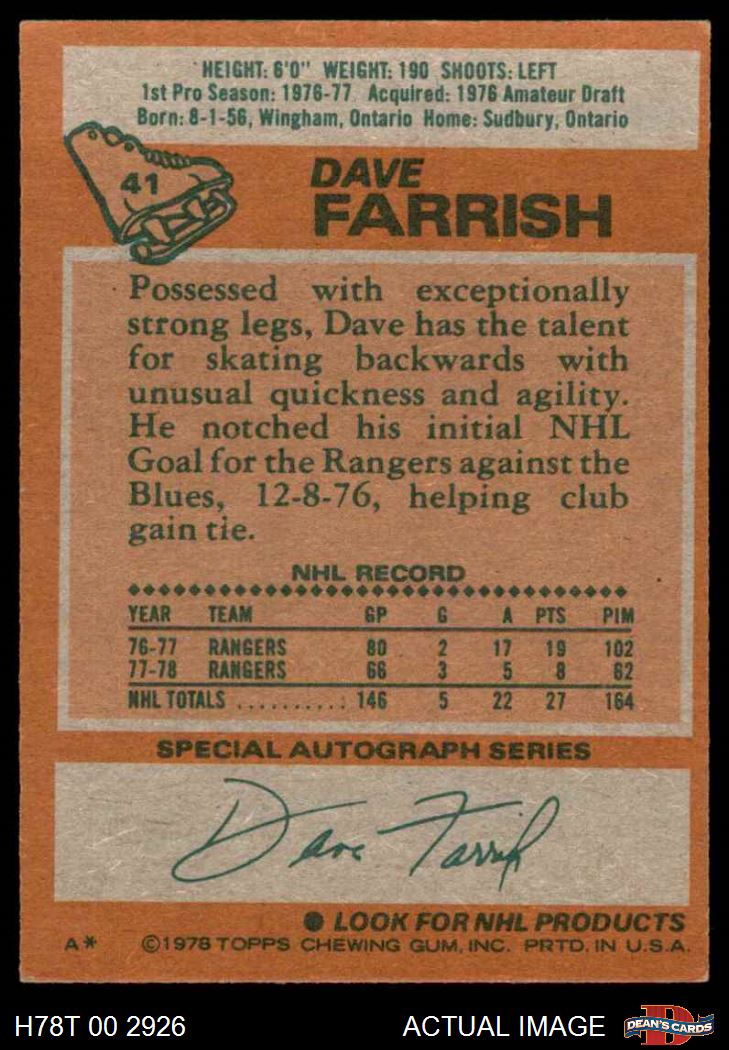 HEIGHT: 6'0" WEIGHT: 190 SHOOTS: LEFT
1st Pro Season: 1976-77 Acquired: 1976 Amateur Draft
Born: 8-1-56, Wingham, Ontario Home: Sudbury, Ontario
41
DAVE
FARRISH
Possessed with exceptionally
strong legs, Dave has the talent
for skating backwards with
unusual quickness and agility.
He notched his initial NHL
Goal for the Rangers against the
Blues, 12-8-76, helping club
gain tie.
NHL RECORD
YEAR TEAM GP G A PTS PIM
76-77 RANGERS 80 2 17 19 102
77-78 RANGERS 66 3 5 8 62
NHL TOTALS .......... 146 5 22 27 164
SPECIAL AUTOGRAPH SERIES
Dave Farrish
● LOOK FOR NHL PRODUCTS
A* ©1978 TOPPS CHEWING GUM, INC. PRTD. IN U.S.A.
H78T 00 2926 ACTUAL IMAGE DEAN'S CARDS